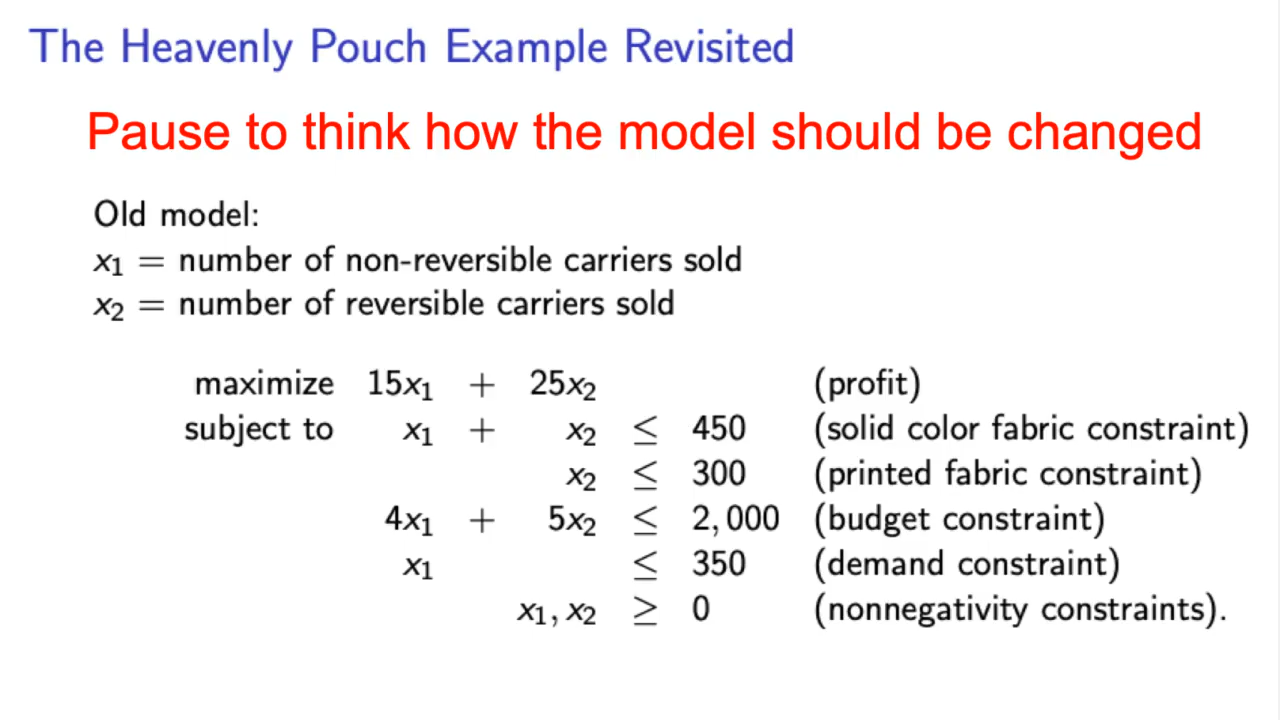 The Heavenly Pouch Example Revisited
Pause to think how the model should be changed
Old model:
x₁ = number of non-reversible carriers sold
x₂ = number of reversible carriers sold
maximize 15x₁ + 25x₂ (profit)
subject to x₁ + x₂ ≤ 450 (solid color fabric constraint)
x₂ ≤ 300 (printed fabric constraint)
4x₁ + 5x₂ ≤ 2,000 (budget constraint)
x₁ ≤ 350 (demand constraint)
x₁, x₂ ≥ 0 (nonnegativity constraints).